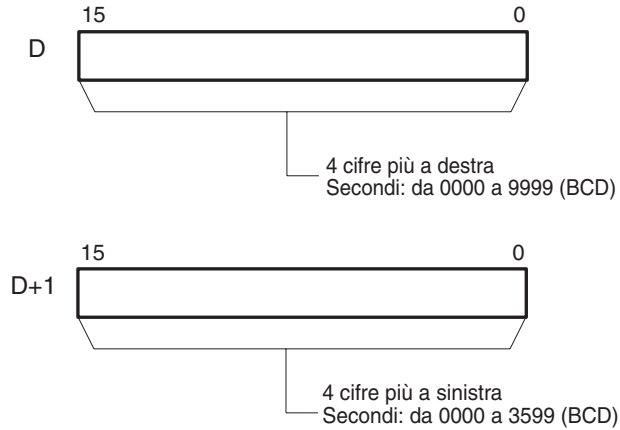 15 0
D
4 cifre più a destra
Secondi: da 0000 a 9999 (BCD)
15 0
D+1
4 cifre più a sinistra
Secondi: da 0000 a 3599 (BCD)